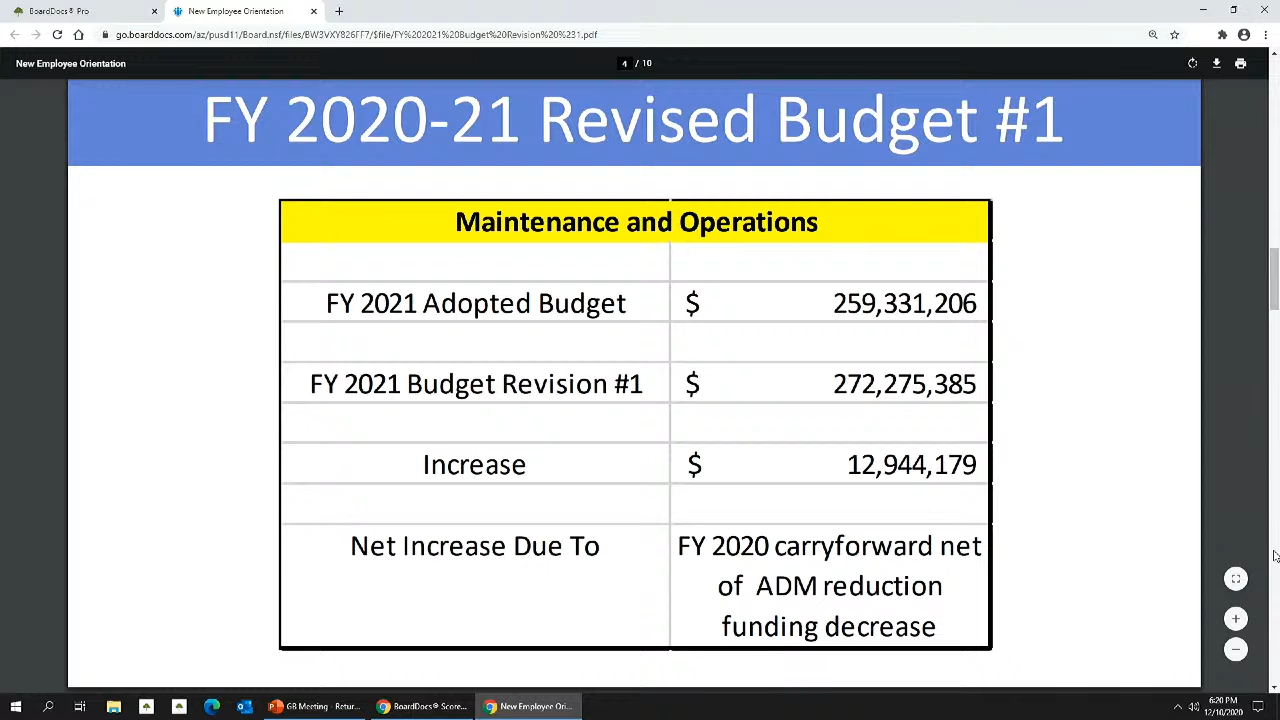 BoardDocs® Pro
New Employee Orientation
go.boarddocs.com/az/pusd11/Board.nsf/files/BW3VXY826FF7/$file/FY%202021%20Budget%20Revision%20%231.pdf
New Employee Orientation
4 / 10
FY 2020-21 Revised Budget #1
Maintenance and Operations
FY 2021 Adopted Budget $ 259,331,206
FY 2021 Budget Revision #1 $ 272,275,385
Increase $ 12,944,179
Net Increase Due To FY 2020 carryforward net
of ADM reduction
funding decrease
GB Meeting - Retur...
BoardDocs® Score...
New Employee Ori...
6:20 PM
12/10/2020